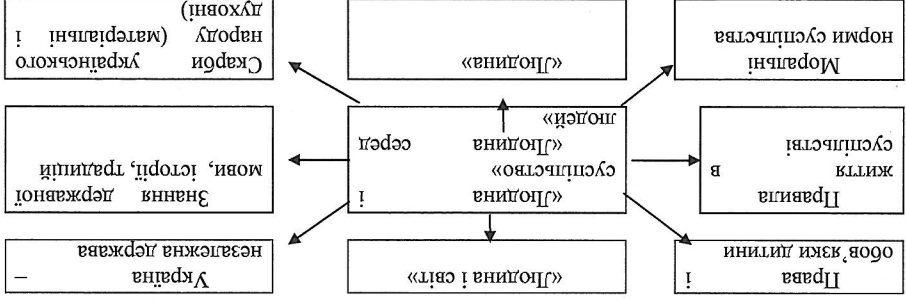 Права і
обов’язки дитини
«Людина і світ»
Україна –
незалежна держава
Правила
життя в
суспільстві
«Людина і
суспільство»
«Людина серед
людей»
Знання державної
мови, історії, традицій
Моральні
норми суспільства
«Людина»
Скарби українського
народу (матеріальні і
духовні)